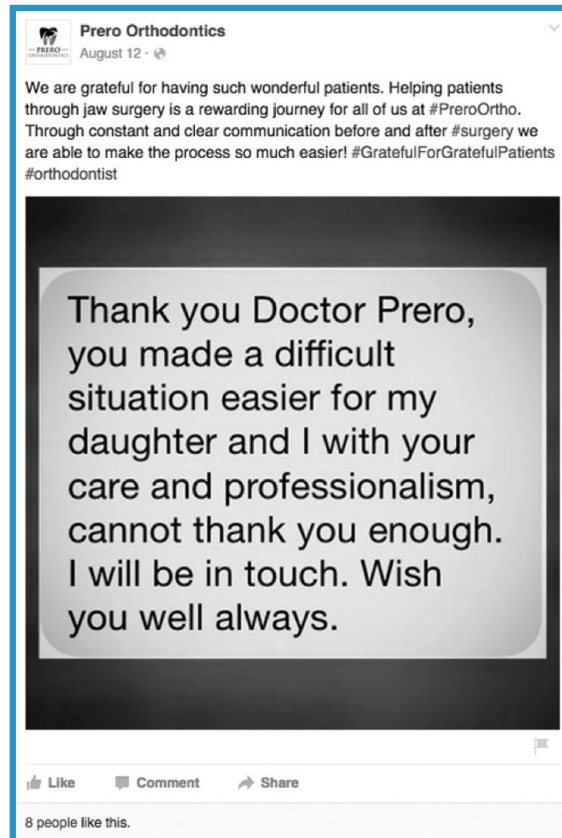 Prero Orthodontics
PRERO
ORTHODONTICS
August 12 ·
We are grateful for having such wonderful patients. Helping patients
through jaw surgery is a rewarding journey for all of us at #PreroOrtho.
Through constant and clear communication before and after #surgery we
are able to make the process so much easier! #GratefulForGratefulPatients
#orthodontist
Thank you Doctor Prero,
you made a difficult
situation easier for my
daughter and I with your
care and professionalism,
cannot thank you enough.
I will be in touch. Wish
you well always.
Like Comment Share
8 people like this.